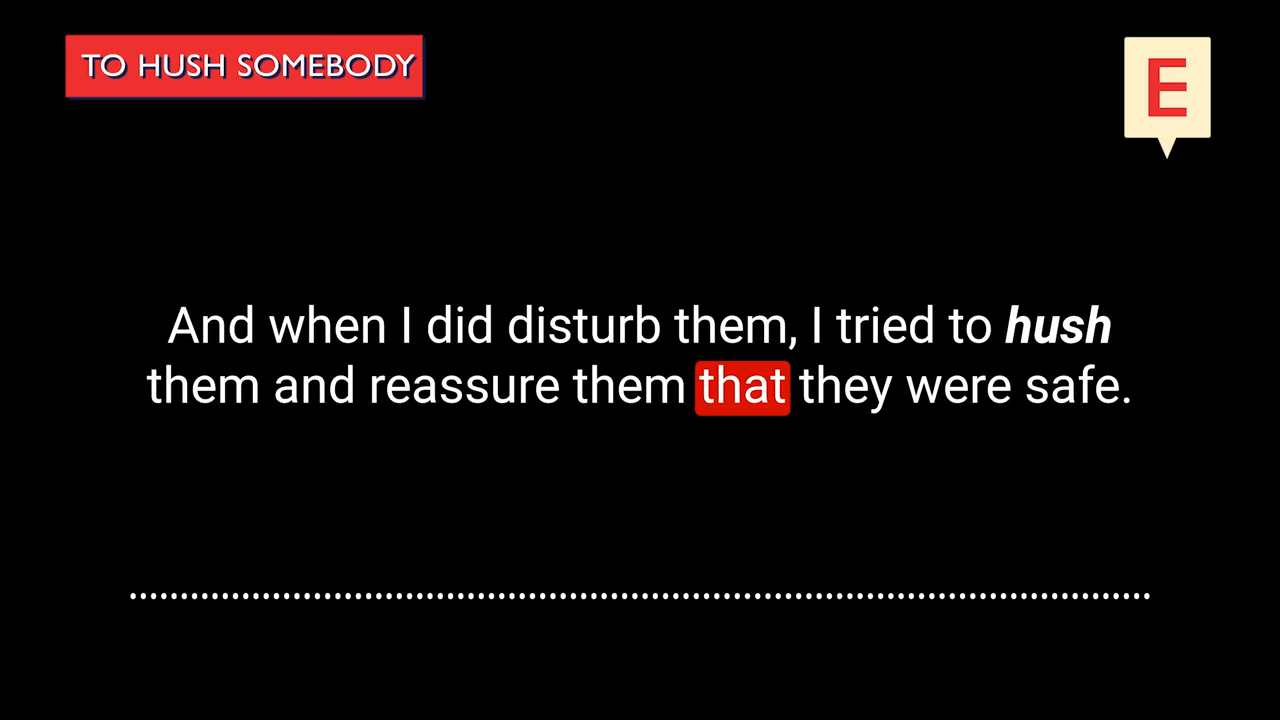 TO HUSH SOMEBODY
E
And when I did disturb them, I tried to hush
them and reassure them that they were safe.